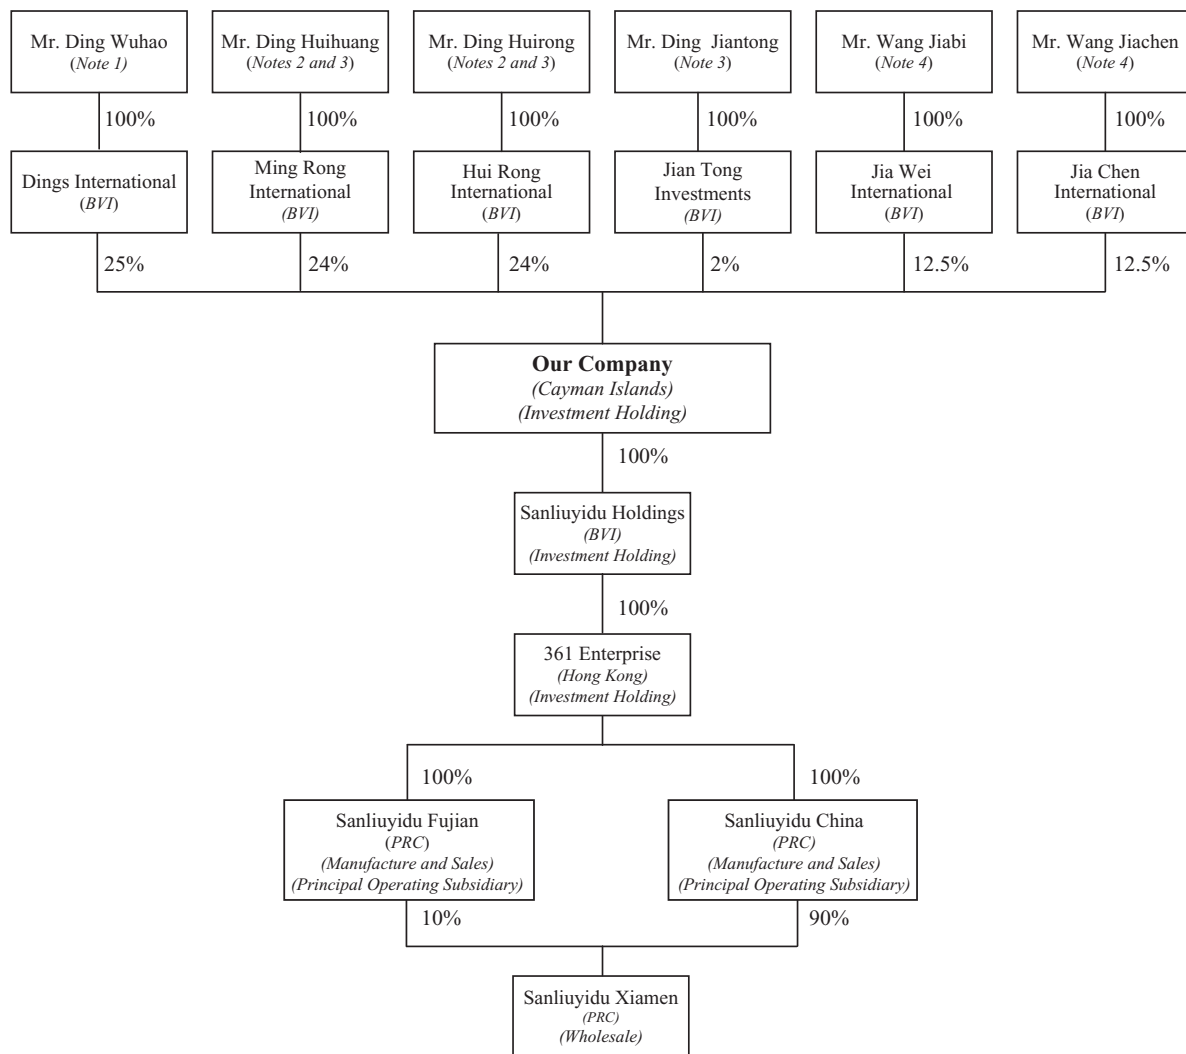 Mr. Ding Wuhao
(Note 1)
Mr. Ding Huihuang
(Notes 2 and 3)
Mr. Ding Huirong
(Notes 2 and 3)
Mr. Ding Jiantong
(Note 3)
Mr. Wang Jiabi
(Note 4)
Mr. Wang Jiachen
(Note 4)
100%
100%
100%
100%
100%
100%
Dings International
(BVI)
Ming Rong
International
(BVI)
Hui Rong
International
(BVI)
Jian Tong
Investments
(BVI)
Jia Wei
International
(BVI)
Jia Chen
International
(BVI)
25%
24%
24%
2%
12.5%
12.5%
Our Company
(Cayman Islands)
(Investment Holding)
100%
Sanliuyidu Holdings
(BVI)
(Investment Holding)
100%
361 Enterprise
(Hong Kong)
(Investment Holding)
100%
100%
Sanliuyidu Fujian
(PRC)
(Manufacture and Sales)
(Principal Operating Subsidiary)
Sanliuyidu China
(PRC)
(Manufacture and Sales)
(Principal Operating Subsidiary)
10%
90%
Sanliuyidu Xiamen
(PRC)
(Wholesale)